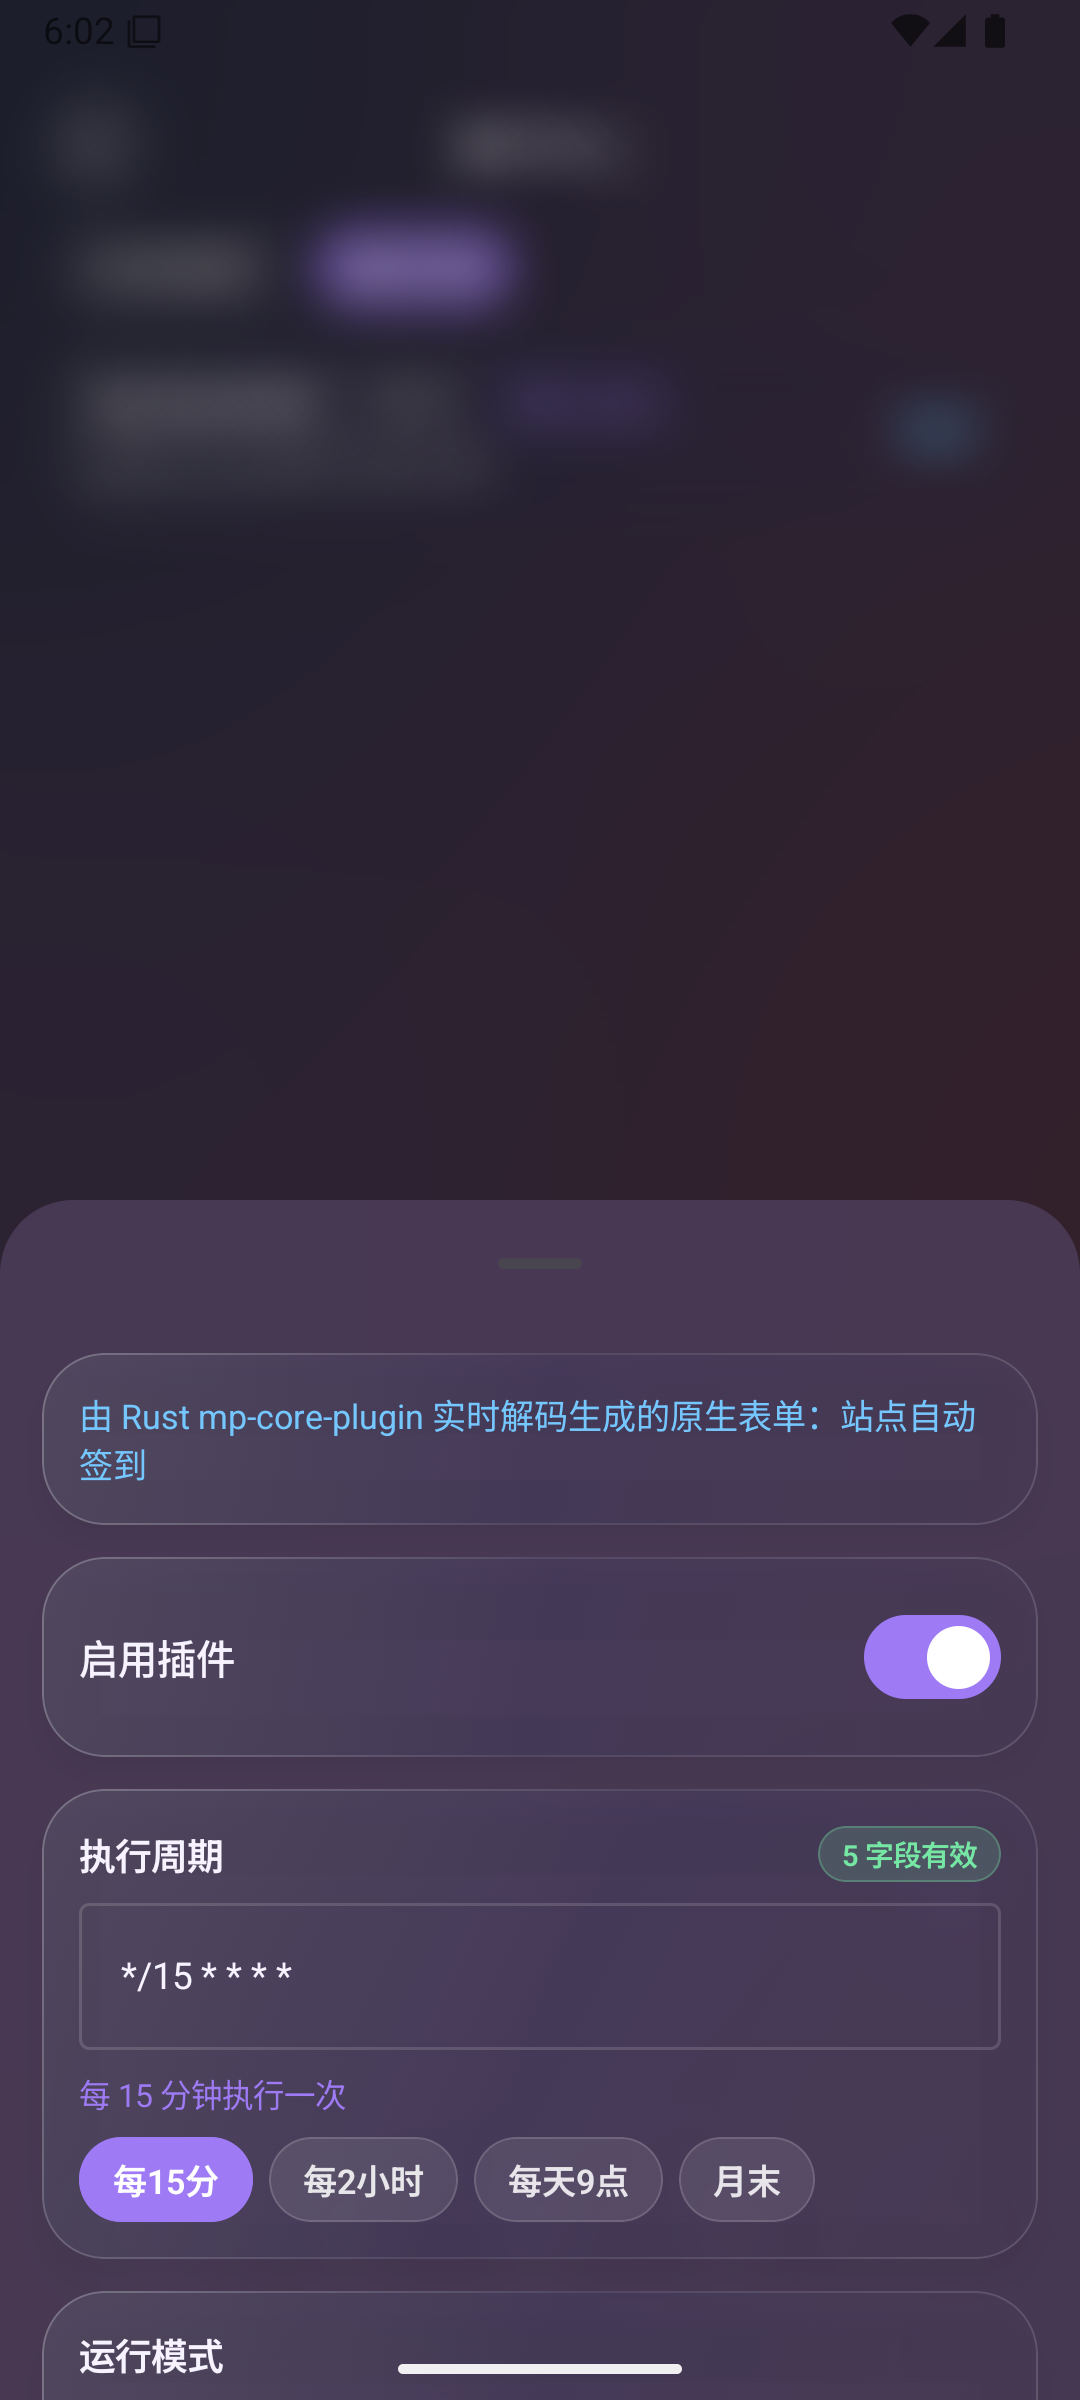 6:02
由 Rust mp-core-plugin 实时解码生成的原生表单：站点自动
签到
启用插件
执行周期
5 字段有效
*/15 * * * *
每 15 分钟执行一次
每15分
每2小时
每天9点
月末
运行模式